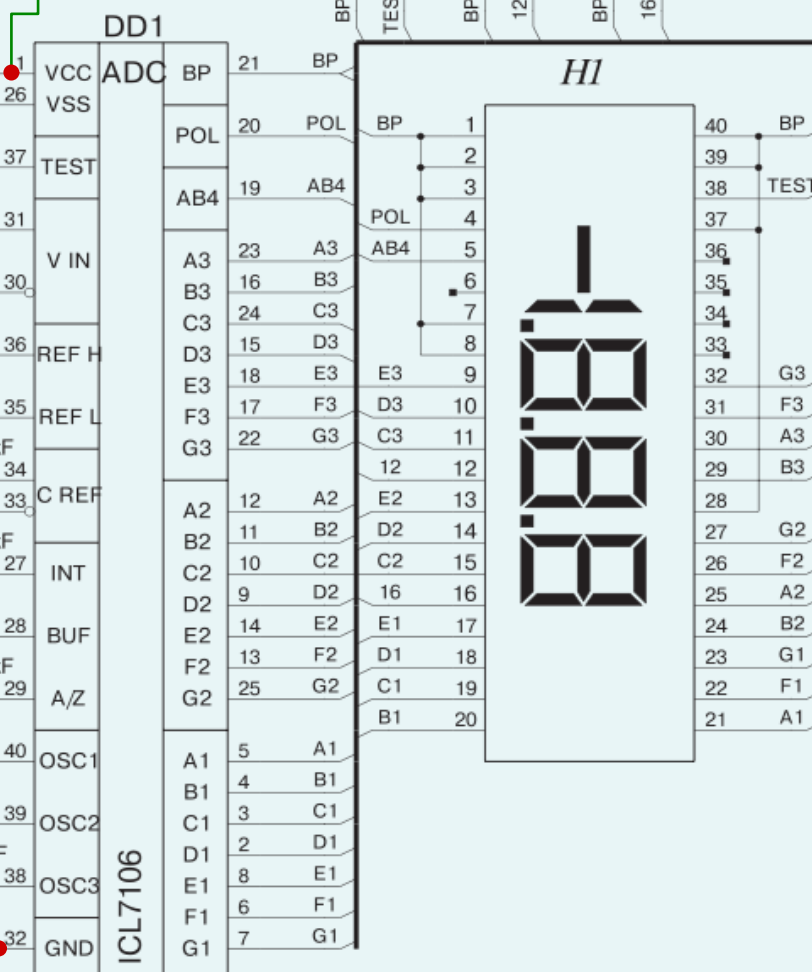 BP TES BP 12 BP 16
DD1
ADC
ICL7106
1 VCC
26 VSS
37 TEST
31
V IN
30
36 REF H
35 REF L
F
34
C REF
33
F
27 INT
28 BUF
F
29 A/Z
40 OSC1
39 OSC2
F
38 OSC3
32 GND
BP 21 BP
POL 20 POL
AB4 19 AB4
A3 23 A3
B3 16 B3
C3 24 C3
D3 15 D3
E3 18 E3
F3 17 F3
G3 22 G3
A2 12 A2
B2 11 B2
C2 10 C2
D2 9 D2
E2 14 E2
F2 13 F2
G2 25 G2
A1 5 A1
B1 4 B1
C1 3 C1
D1 2 D1
E1 8 E1
F1 6 F1
G1 7 G1
H1
BP 1
2
3
POL 4
AB4 5
6
7
8
E3 9
D3 10
C3 11
12 12
E2 13
D2 14
C2 15
16 16
E1 17
D1 18
C1 19
B1 20
40 BP
39
38 TEST
37
36
35
34
33
32 G3
31 F3
30 A3
29 B3
28
27 G2
26 F2
25 A2
24 B2
23 G1
22 F1
21 A1